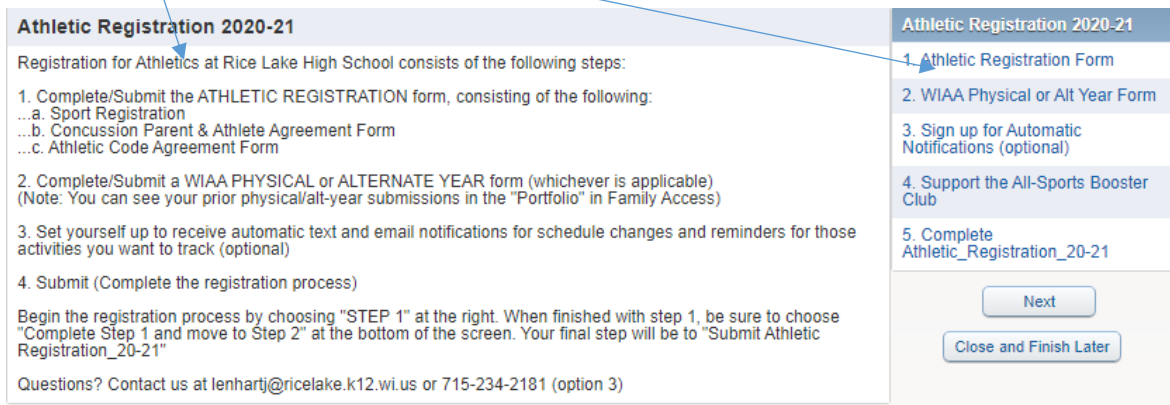 Athletic Registration 2020-21
Registration for Athletics at Rice Lake High School consists of the following steps:
1. Complete/Submit the ATHLETIC REGISTRATION form, consisting of the following:
...a. Sport Registration
...b. Concussion Parent & Athlete Agreement Form
...c. Athletic Code Agreement Form
2. Complete/Submit a WIAA PHYSICAL or ALTERNATE YEAR form (whichever is applicable)
(Note: You can see your prior physical/alt-year submissions in the "Portfolio" in Family Access)
3. Set yourself up to receive automatic text and email notifications for schedule changes and reminders for those
activities you want to track (optional)
4. Submit (Complete the registration process)
Begin the registration process by choosing "STEP 1" at the right. When finished with step 1, be sure to choose
"Complete Step 1 and move to Step 2" at the bottom of the screen. Your final step will be to "Submit Athletic
Registration_20-21"
Questions? Contact us at lenhartj@ricelake.k12.wi.us or 715-234-2181 (option 3)
Athletic Registration 2020-21
1. Athletic Registration Form
2. WIAA Physical or Alt Year Form
3. Sign up for Automatic
Notifications (optional)
4. Support the All-Sports Booster
Club
5. Complete
Athletic_Registration_20-21
Next
Close and Finish Later